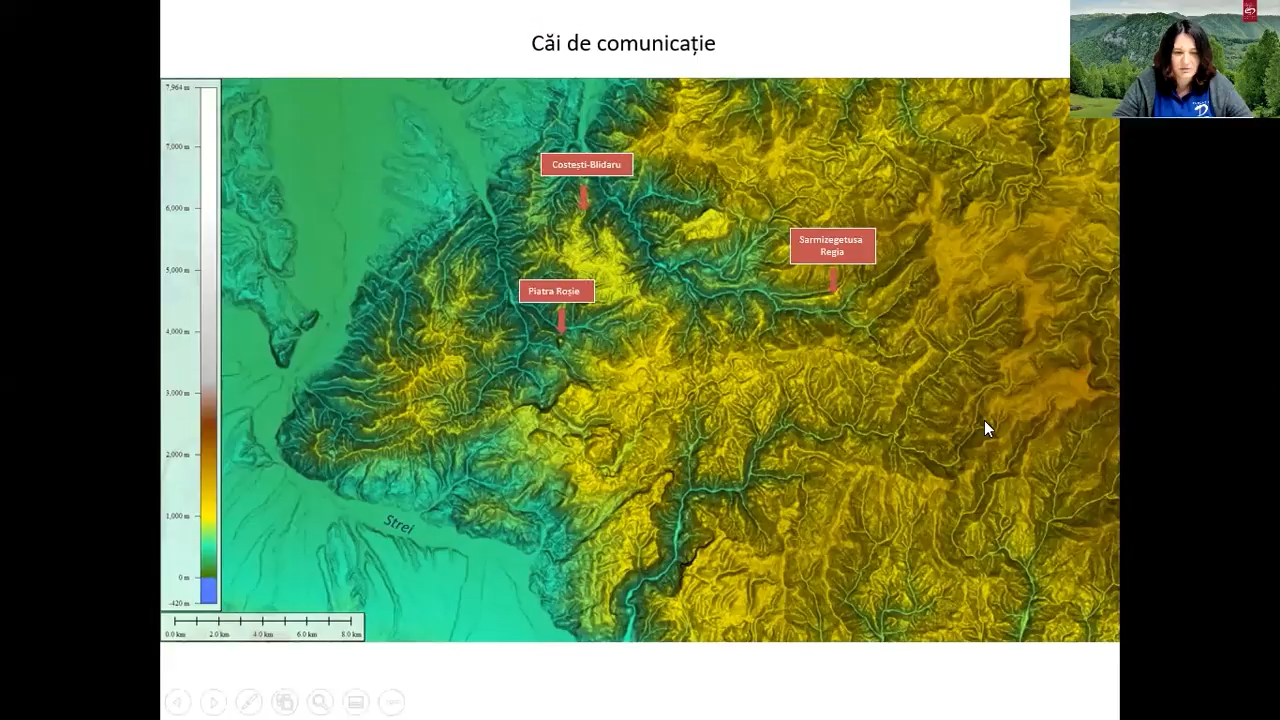 Căi de comunicație
7,964 m
7,000 m
6,000 m
5,000 m
4,000 m
3,000 m
2,000 m
1,000 m
0 m
-420 m
Costești-Blidaru
Sarmizegetusa
Regia
Piatra Roșie
Strei
0.0 km 2.0 km 4.0 km 6.0 km 8.0 km